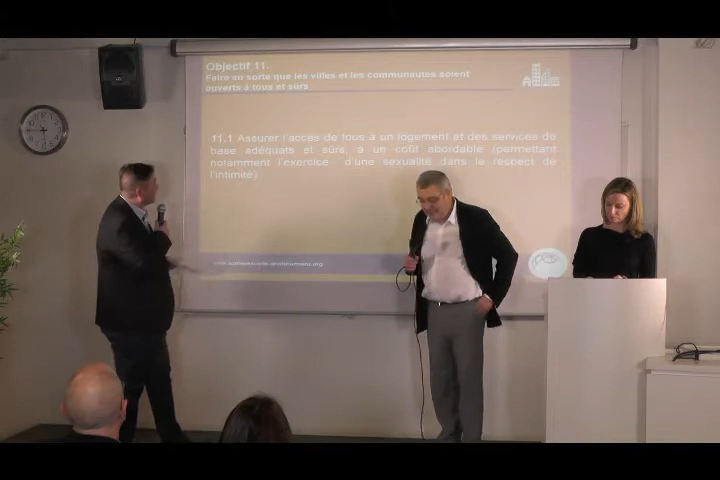 Objectif 11.
Faire en sorte que les villes et les communautés soient
ouverts à tous et sûrs
11.1 Assurer l'accès de tous à un logement et des services de
base adéquats et sûrs, à un coût abordable (permettant
notamment l'exercice d'une sexualité dans le respect de
l'intimité)